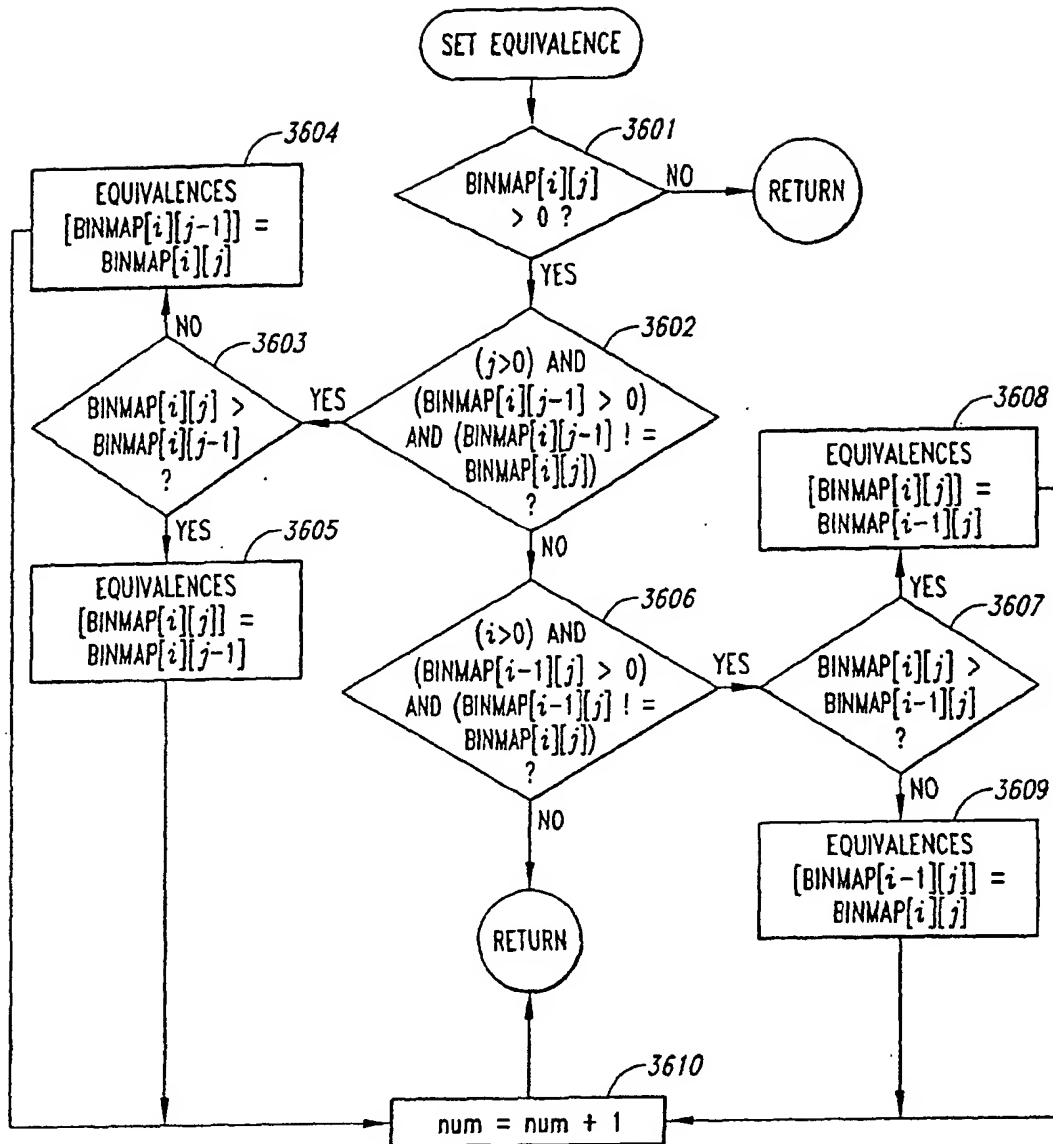 SET EQUIVALENCE
3601
BINMAP[i][j]
> 0 ?
NO
RETURN
YES
3604
EQUIVALENCES
[BINMAP[i][j-1]] =
BINMAP[i][j]
NO
3603
BINMAP[i][j] >
BINMAP[i][j-1]
?
YES
YES
3602
(j>0) AND
(BINMAP[i][j-1] > 0)
AND (BINMAP[i][j-1] ! =
BINMAP[i][j])
?
NO
3605
EQUIVALENCES
[BINMAP[i][j]] =
BINMAP[i][j-1]
3606
(i>0) AND
(BINMAP[i-1][j] > 0)
AND (BINMAP[i-1][j] ! =
BINMAP[i][j])
?
YES
NO
3608
EQUIVALENCES
[BINMAP[i][j]] =
BINMAP[i-1][j]
YES
3607
BINMAP[i][j] >
BINMAP[i-1][j]
?
NO
3609
EQUIVALENCES
[BINMAP[i-1][j]] =
BINMAP[i][j]
RETURN
3610
num = num + 1